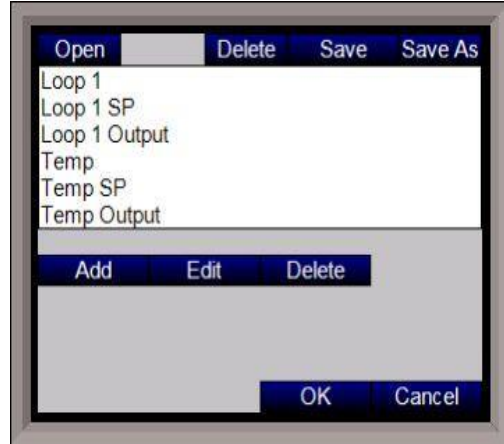 Open Delete Save Save As
Loop 1
Loop 1 SP
Loop 1 Output
Temp
Temp SP
Temp Output
Add Edit Delete
OK Cancel